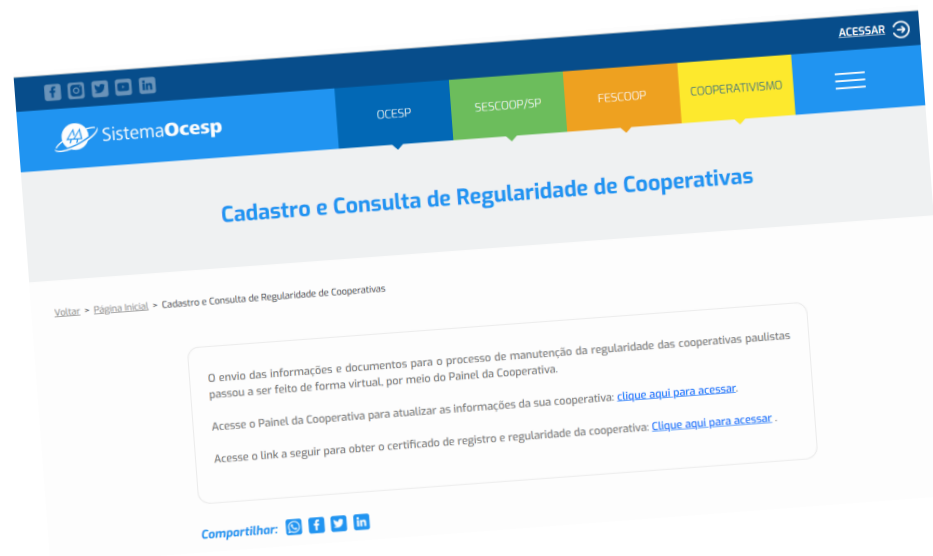 ACESSAR
SistemaOcesp
OCESP
SESCOOP/SP
FESCOOP
COOPERATIVISMO
Cadastro e Consulta de Regularidade de Cooperativas
Voltar > Página Inicial > Cadastro e Consulta de Regularidade de Cooperativas
O envio das informações e documentos para o processo de manutenção da regularidade das cooperativas paulistas
passou a ser feito de forma virtual, por meio do Painel da Cooperativa.
Acesse o Painel da Cooperativa para atualizar as informações da sua cooperativa: clique aqui para acessar.
Acesse o link a seguir para obter o certificado de registro e regularidade da cooperativa: Clique aqui para acessar .
Compartilhar: